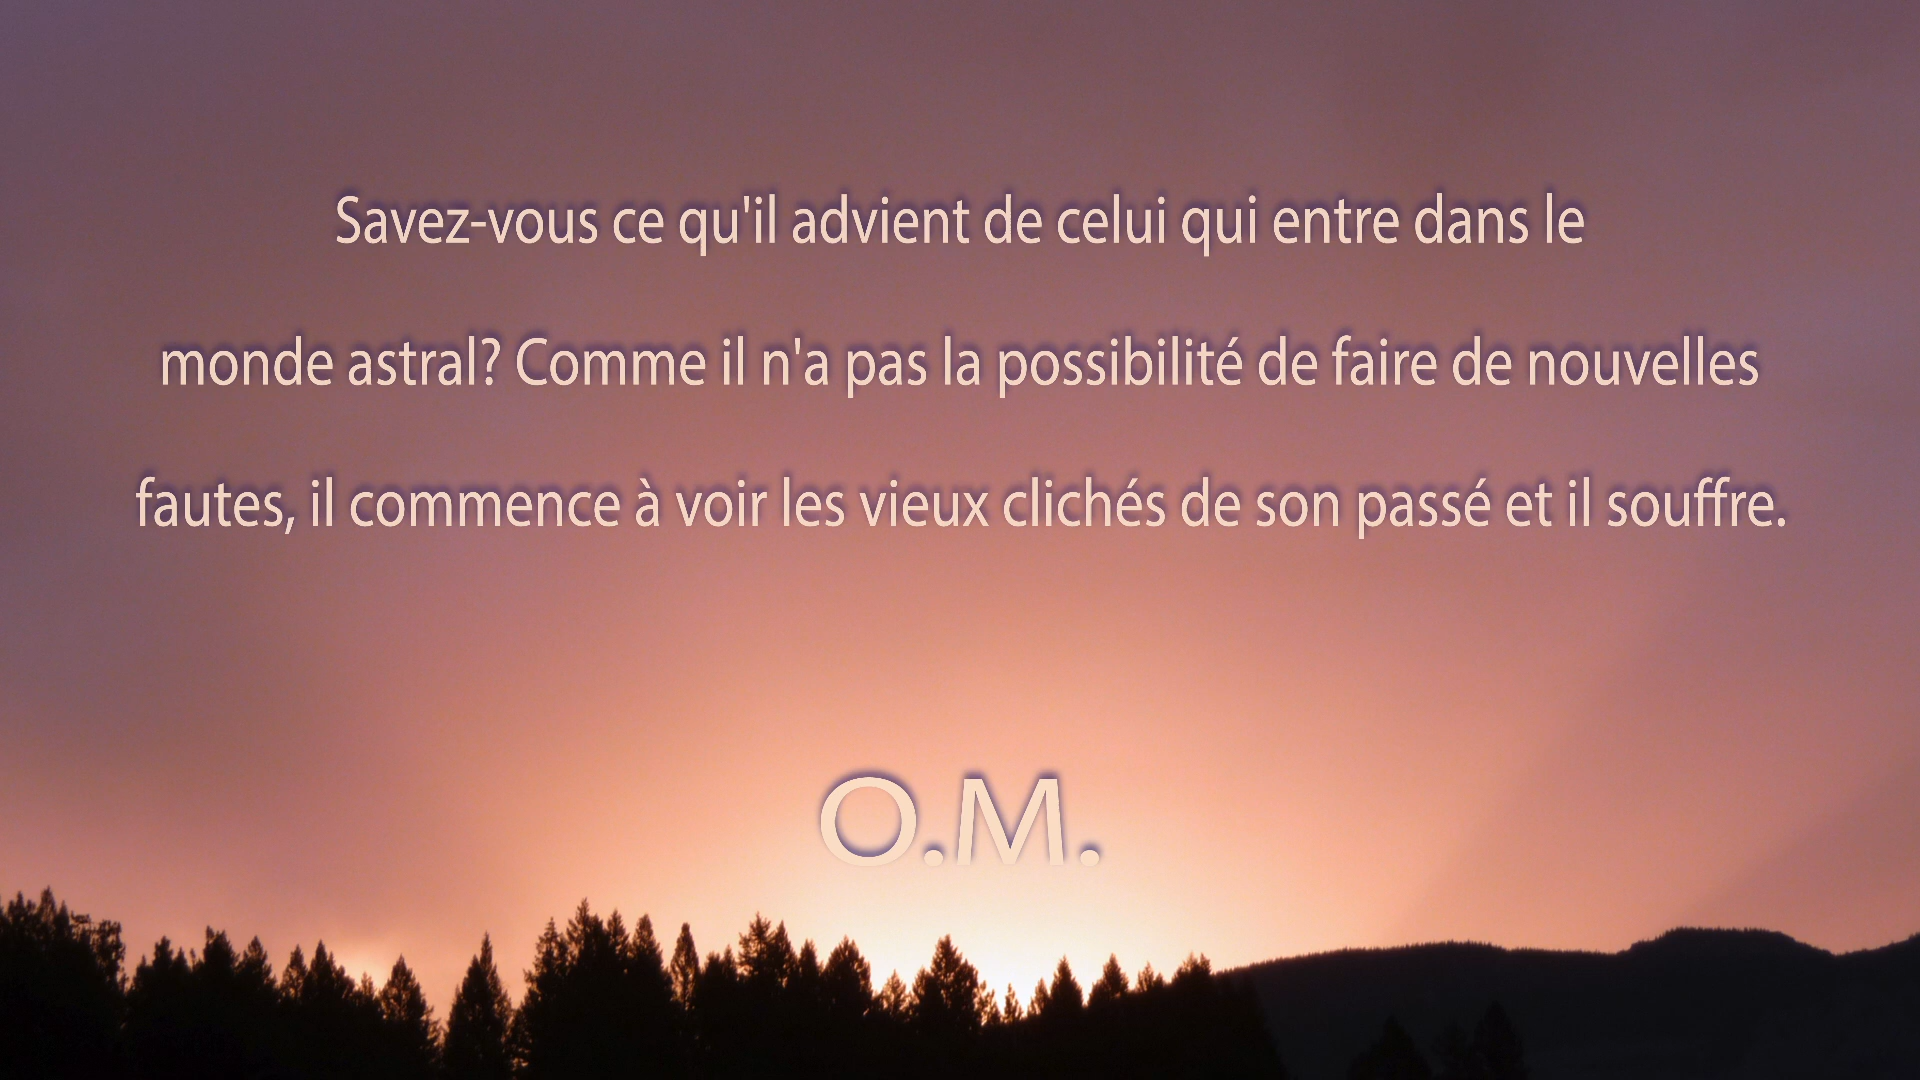 Savez-vous ce qu'il advient de celui qui entre dans le
monde astral? Comme il n'a pas la possibilité de faire de nouvelles
fautes, il commence à voir les vieux clichés de son passé et il souffre.
O.M.